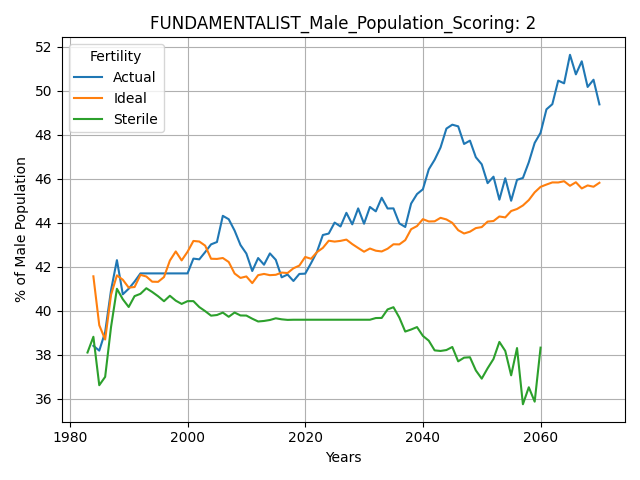 FUNDAMENTALIST_Male_Population_Scoring: 2
Fertility
Actual
Ideal
Sterile
% of Male Population
52
50
48
46
44
42
40
38
36
1980 2000 2020 2040 2060
Years